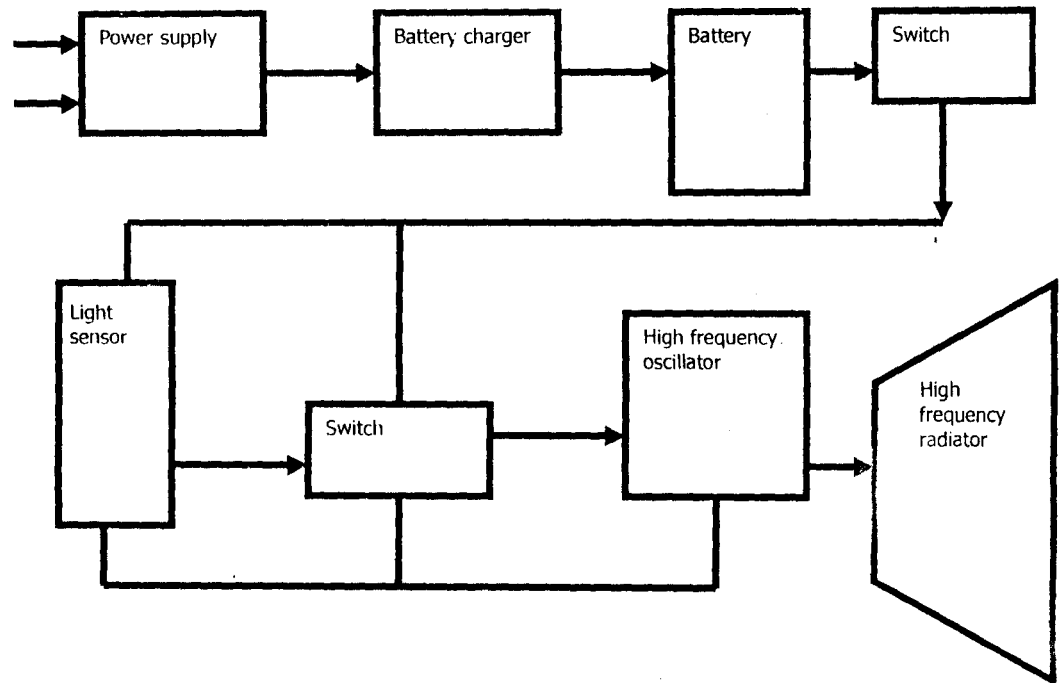 Power supply
Battery charger
Battery
Switch
Light
sensor
Switch
High frequency
oscillator
High
frequency
radiator